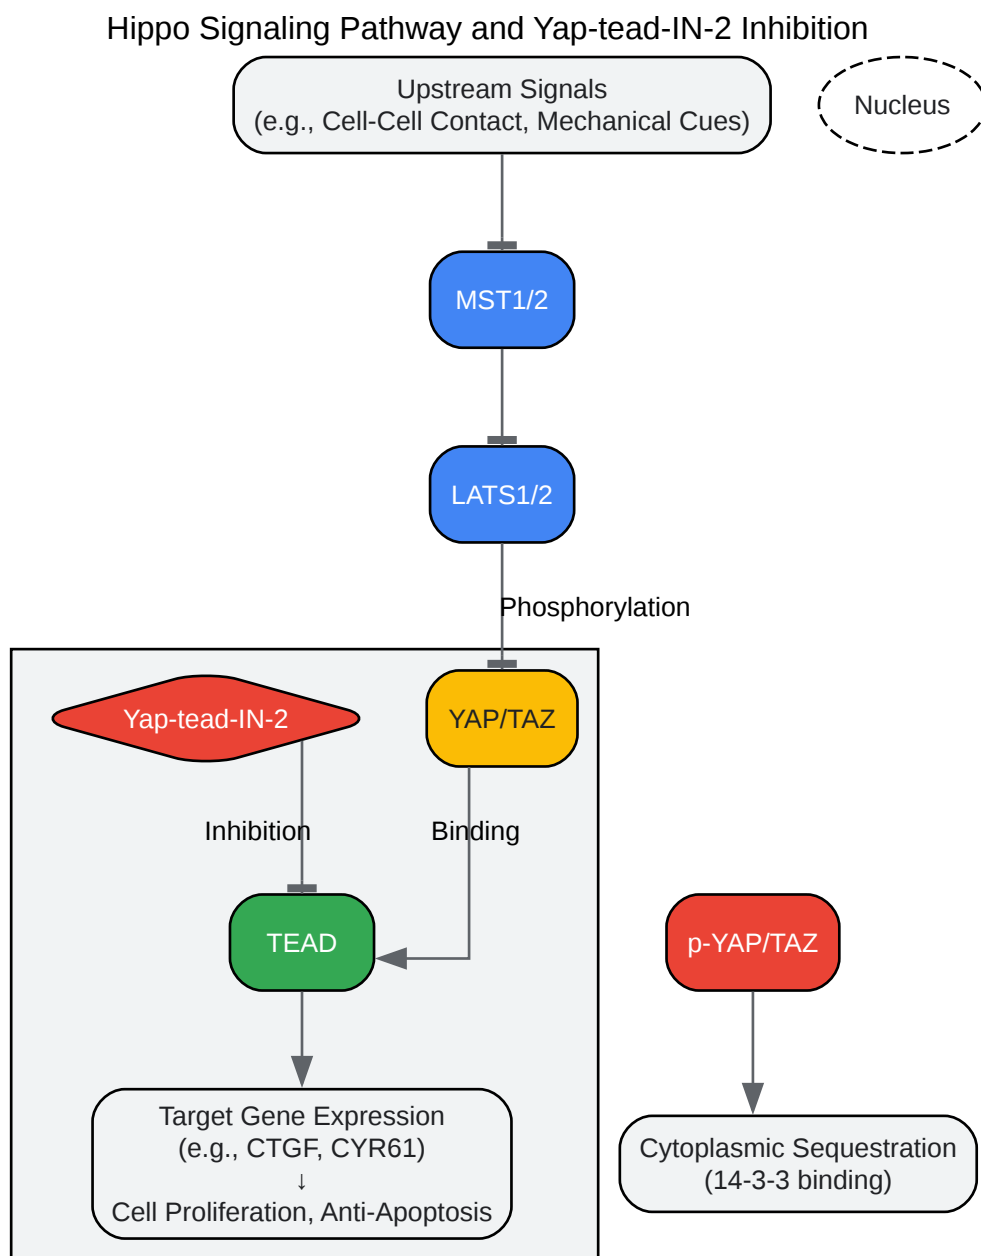 Hippo Signaling Pathway and Yap-tead-IN-2 Inhibition
Upstream Signals
(e.g., Cell-Cell Contact, Mechanical Cues)
Nucleus
MST1/2
LATS1/2
Phosphorylation
Yap-tead-IN-2
YAP/TAZ
Inhibition
Binding
TEAD
p-YAP/TAZ
Target Gene Expression
(e.g., CTGF, CYR61)
↓
Cell Proliferation, Anti-Apoptosis
Cytoplasmic Sequestration
(14-3-3 binding)